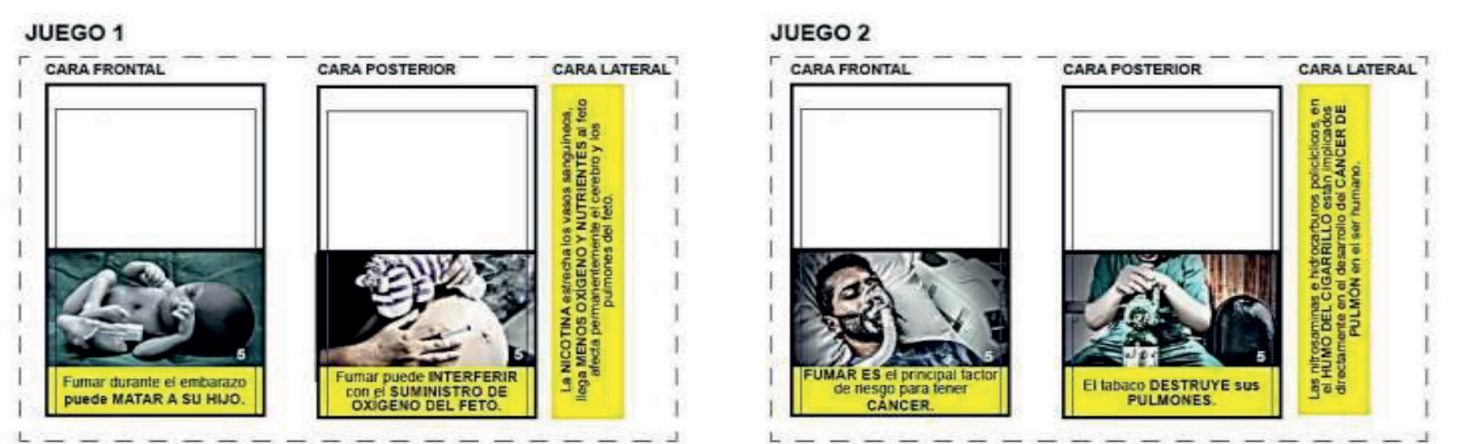 JUEGO 1
CARA FRONTAL
CARA POSTERIOR
CARA LATERAL
5
Fumar durante el embarazo
puede MATAR A SU HIJO.
5
Fumar puede INTERFERIR
con el SUMINISTRO DE
OXÍGENO DEL FETO.
La NICOTINA estrecha los vasos sanguíneos,
llega MENOS OXÍGENO Y NUTRIENTES al feto
afecta permanentemente el cerebro y los
pulmones del feto.
JUEGO 2
CARA FRONTAL
CARA POSTERIOR
CARA LATERAL
5
FUMAR ES el principal factor
de riesgo para tener
CÁNCER.
5
El tabaco DESTRUYE sus
PULMONES.
Las nitrosaminas e hidrocarburos policíclicos, en
el HUMO DEL CIGARRILLO están implicados
directamente en el desarrollo del CÁNCER DE
PULMÓN en el ser humano.